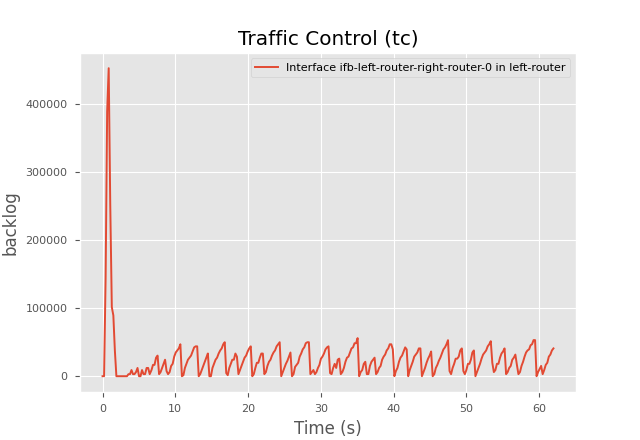 Traffic Control (tc)
Interface ifb-left-router-right-router-0 in left-router
backlog
400000
300000
200000
100000
0
0 10 20 30 40 50 60
Time (s)